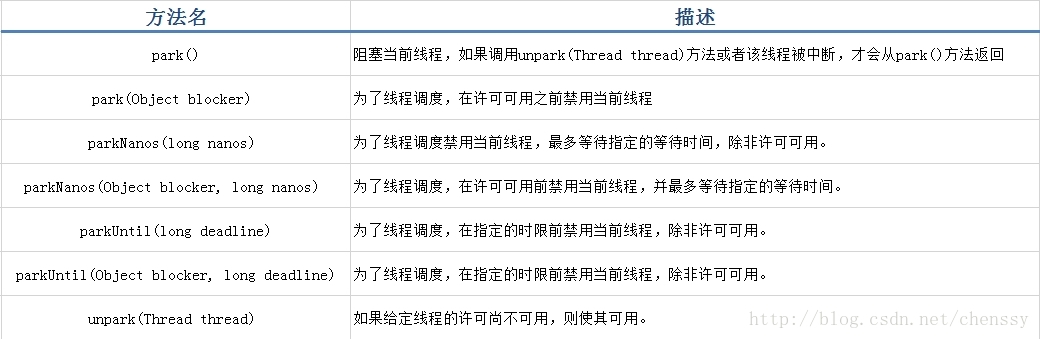 方法名 描述
park() 阻塞当前线程，如果调用unpark(Thread thread)方法或者该线程被中断，才会从park()方法返回
park(Object blocker) 为了线程调度，在许可可用之前禁用当前线程
parkNanos(long nanos) 为了线程调度禁用当前线程，最多等待指定的等待时间，除非许可可用。
parkNanos(Object blocker, long nanos) 为了线程调度，在许可可用前禁用当前线程，并最多等待指定的等待时间。
parkUntil(long deadline) 为了线程调度，在指定的时限前禁用当前线程，除非许可可用。
parkUntil(Object blocker, long deadline) 为了线程调度，在指定的时限前禁用当前线程，除非许可可用。
unpark(Thread thread) 如果给定线程的许可尚不可用，则使其可用。
http://blog.csdn.net/chenssy